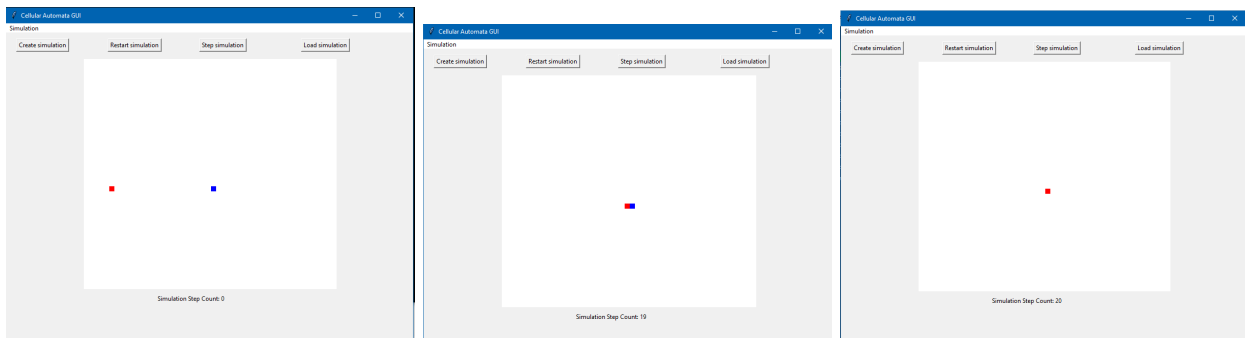 Cellular Automata GUI
Simulation
Create simulation Restart simulation Step simulation Load simulation
Simulation Step Count: 0
Cellular Automata GUI
Simulation
Create simulation Restart simulation Step simulation Load simulation
Simulation Step Count: 19
Cellular Automata GUI
Simulation
Create simulation Restart simulation Step simulation Load simulation
Simulation Step Count: 20